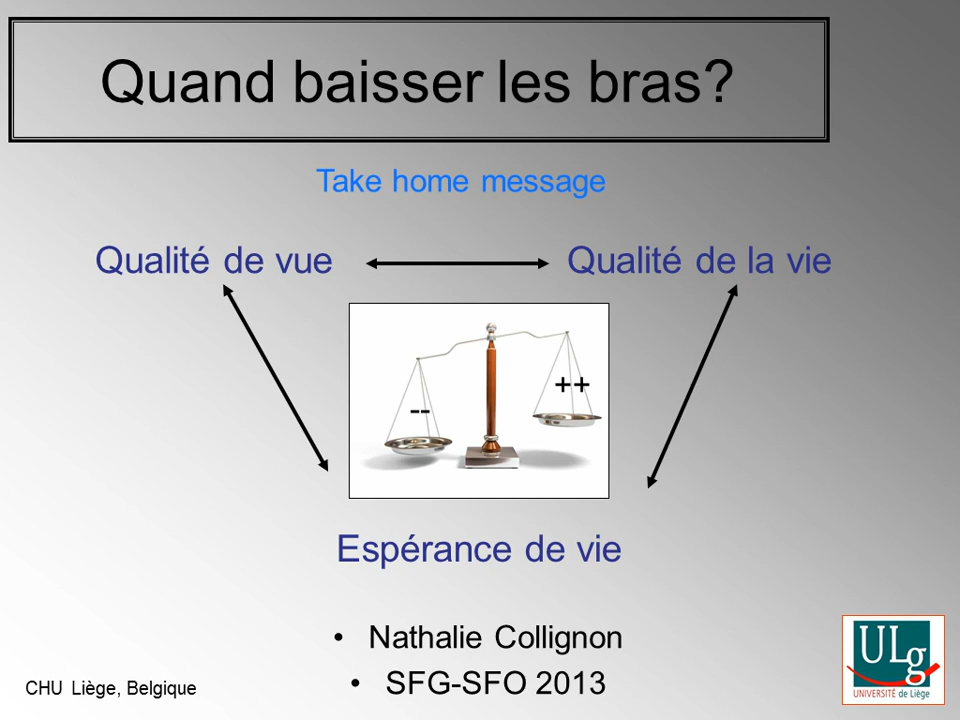 Quand baisser les bras?
Take home message
Qualité de vue
Qualité de la vie
++
--
Espérance de vie
• Nathalie Collignon
• SFG-SFO 2013
CHU Liège, Belgique
ULg
UNIVERSITÉ de Liège